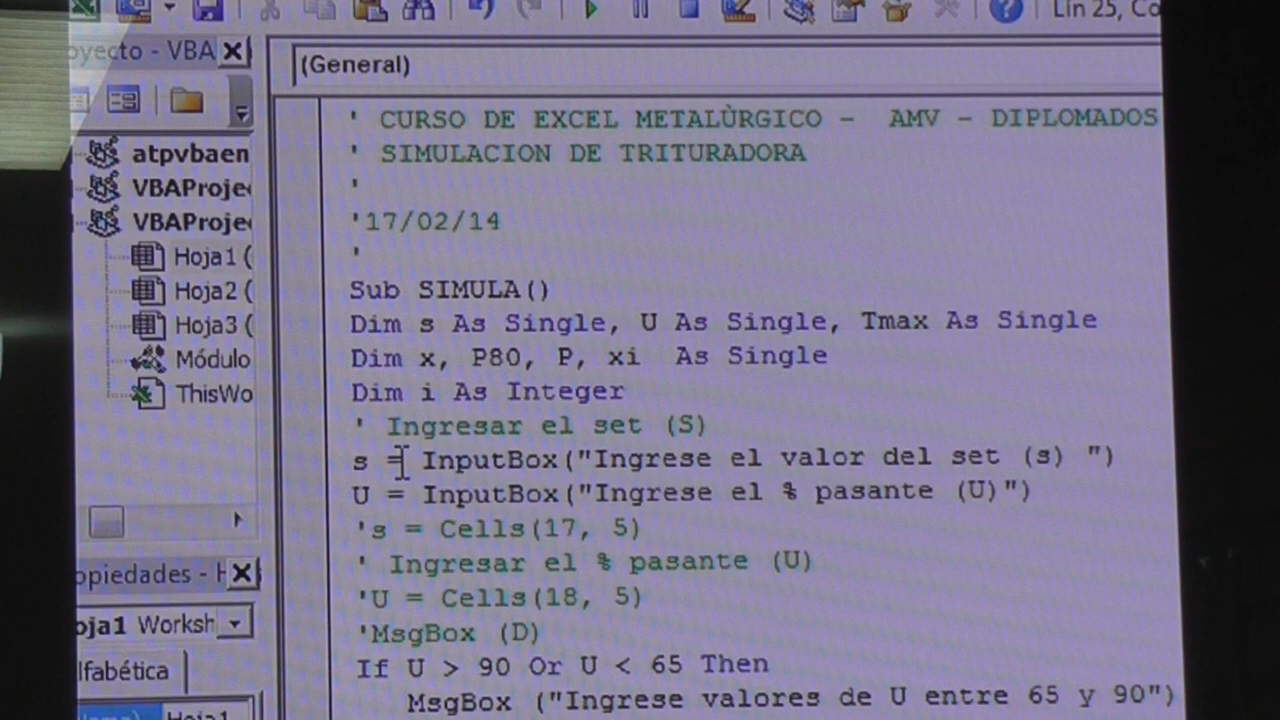 Lín 25, Co
oyecto - VBA
(General)
' CURSO DE EXCEL METALÙRGICO - AMV - DIPLOMADOS
' SIMULACION DE TRITURADORA
'
'17/02/14
'
Sub SIMULA()
Dim s As Single, U As Single, Tmax As Single
Dim x, P80, P, xi As Single
Dim i As Integer
' Ingresar el set (S)
s = InputBox("Ingrese el valor del set (s) ")
U = InputBox("Ingrese el % pasante (U)")
's = Cells(17, 5)
' Ingresar el % pasante (U)
'U = Cells(18, 5)
'MsgBox (D)
If U > 90 Or U < 65 Then
MsgBox ("Ingrese valores de U entre 65 y 90")
atpvbaen
VBAProje
VBAProje
Hoja1 (
Hoja2 (
Hoja3 (
Módulo
ThisWo
opiedades - H
oja1 Worksh
lfabética
Name) Hoja1